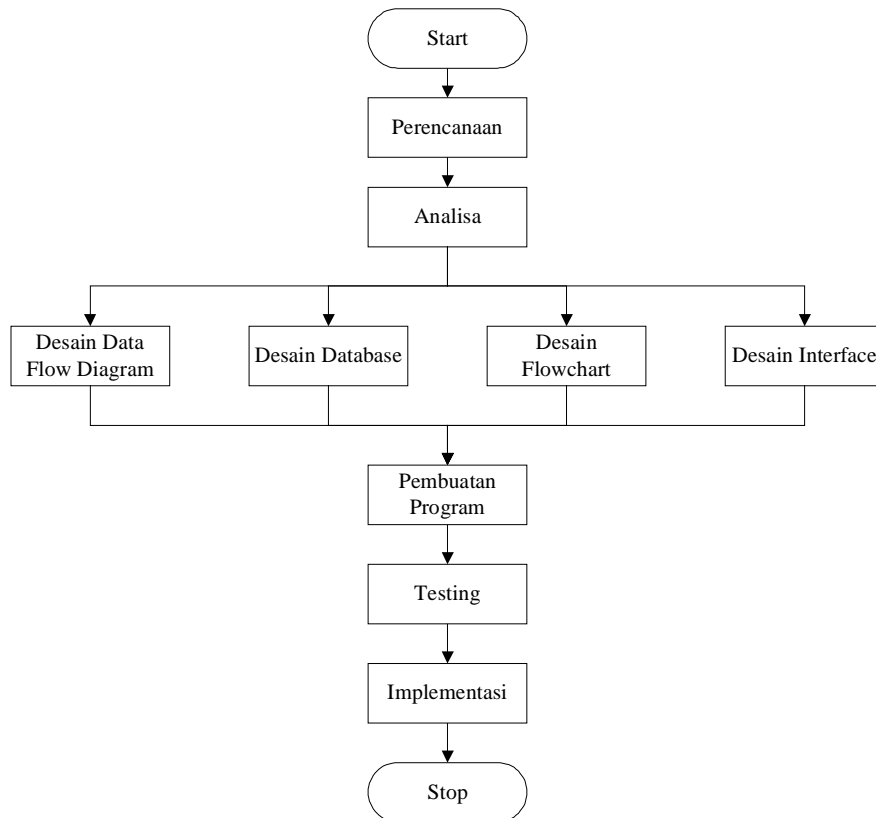 Start
Perencanaan
Analisa
Desain Data
Flow Diagram
Desain Database
Desain
Flowchart
Desain Interface
Pembuatan
Program
Testing
Implementasi
Stop